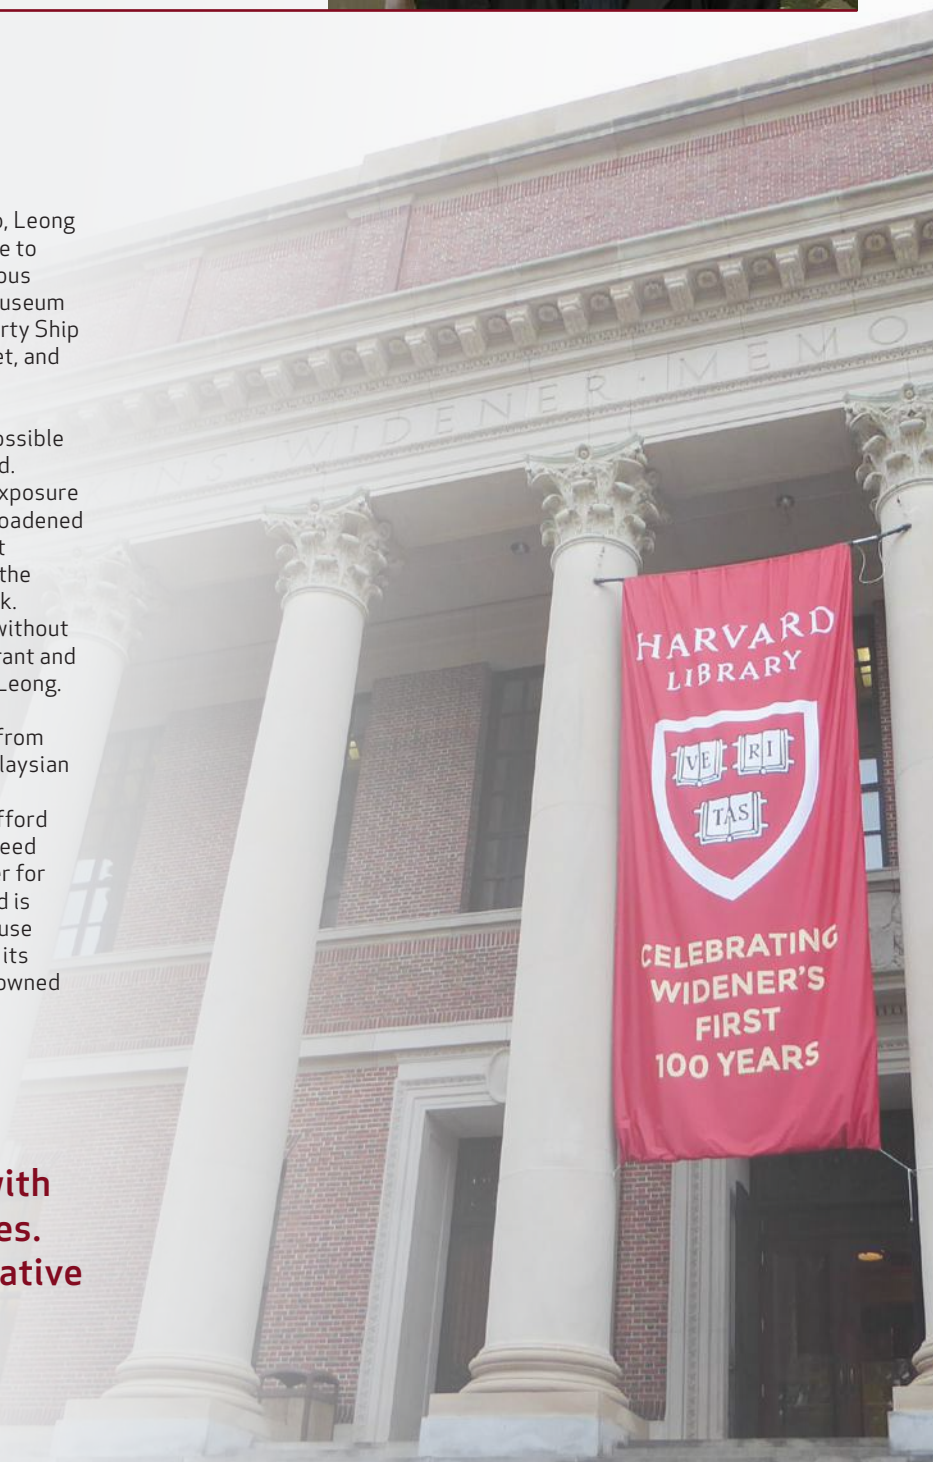 , Leong
e to
ous
useum
rty Ship
et, and
ossible
d.
xposure
oadened
t
the
k.
without
rant and
Leong.
from
laysian
fford
eed
r for
d is
use
its
owned
with
es.
ative
NS · WIDENER · MEMO
HARVARD
LIBRARY
VE RI
TAS
CELEBRATING
WIDENER'S
FIRST
100 YEARS